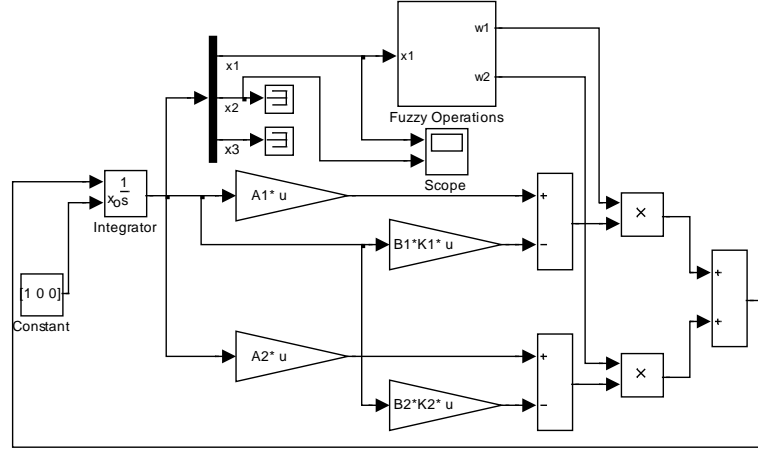 w1
x1
x1
w2
x2
Fuzzy Operations
x3
Scope
1
xo s
Integrator
A1* u
+
×
B1*K1* u
−
+
[1 0 0]
Constant
+
A2* u
+
×
B2*K2* u
−